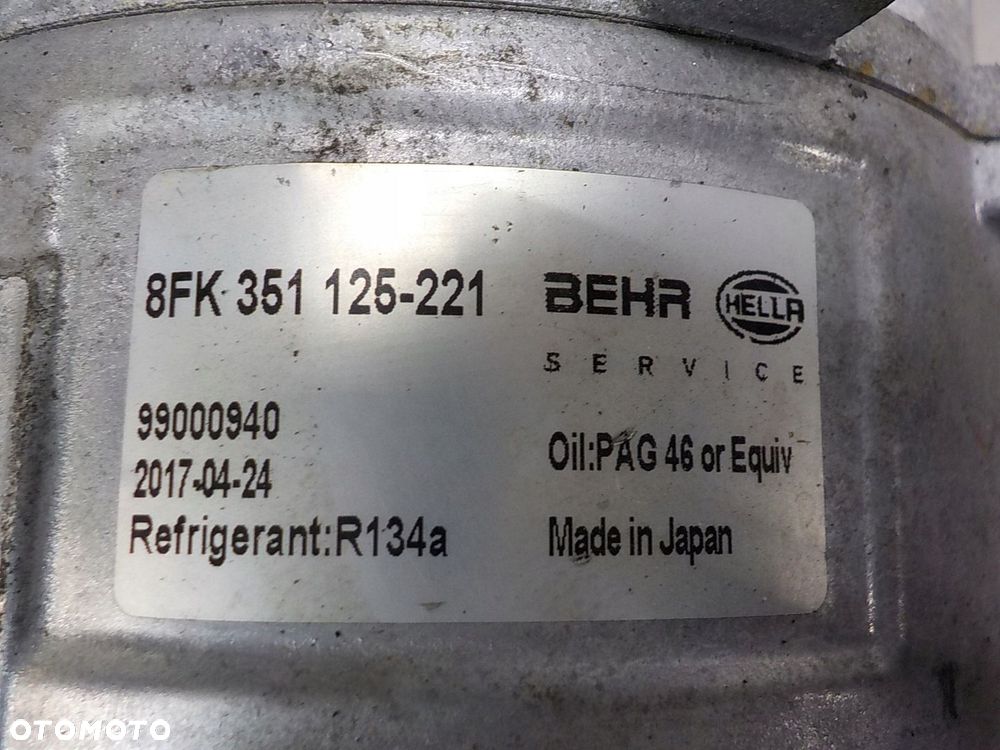 8FK 351 125-221
BEHR HELLA
SERVICE
99000940
2017-04-24
Refrigerant:R134a
Oil:PAG 46 or Equiv
Made in Japan
OTOMOTO